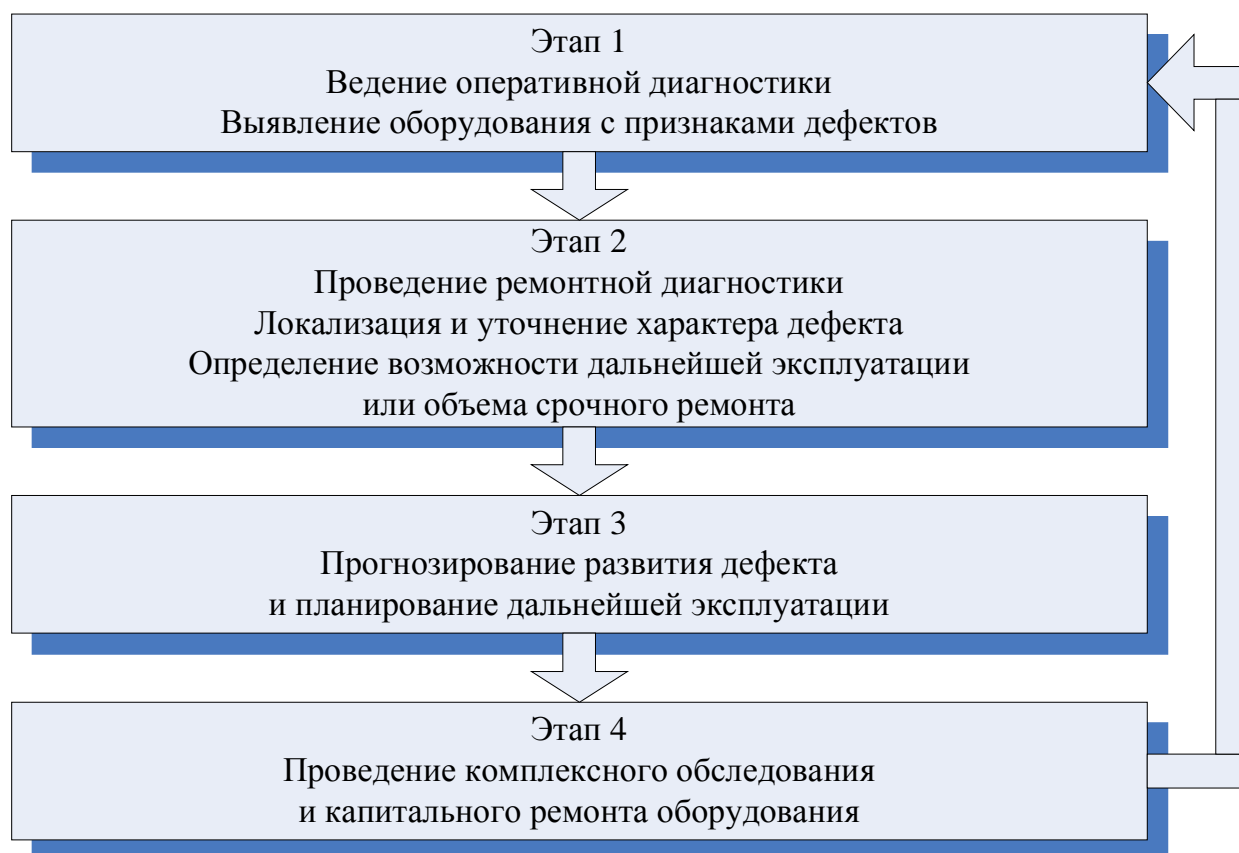 Этап 1
Ведение оперативной диагностики
Выявление оборудования с признаками дефектов
Этап 2
Проведение ремонтной диагностики
Локализация и уточнение характера дефекта
Определение возможности дальнейшей эксплуатации
или объема срочного ремонта
Этап 3
Прогнозирование развития дефекта
и планирование дальнейшей эксплуатации
Этап 4
Проведение комплексного обследования
и капитального ремонта оборудования